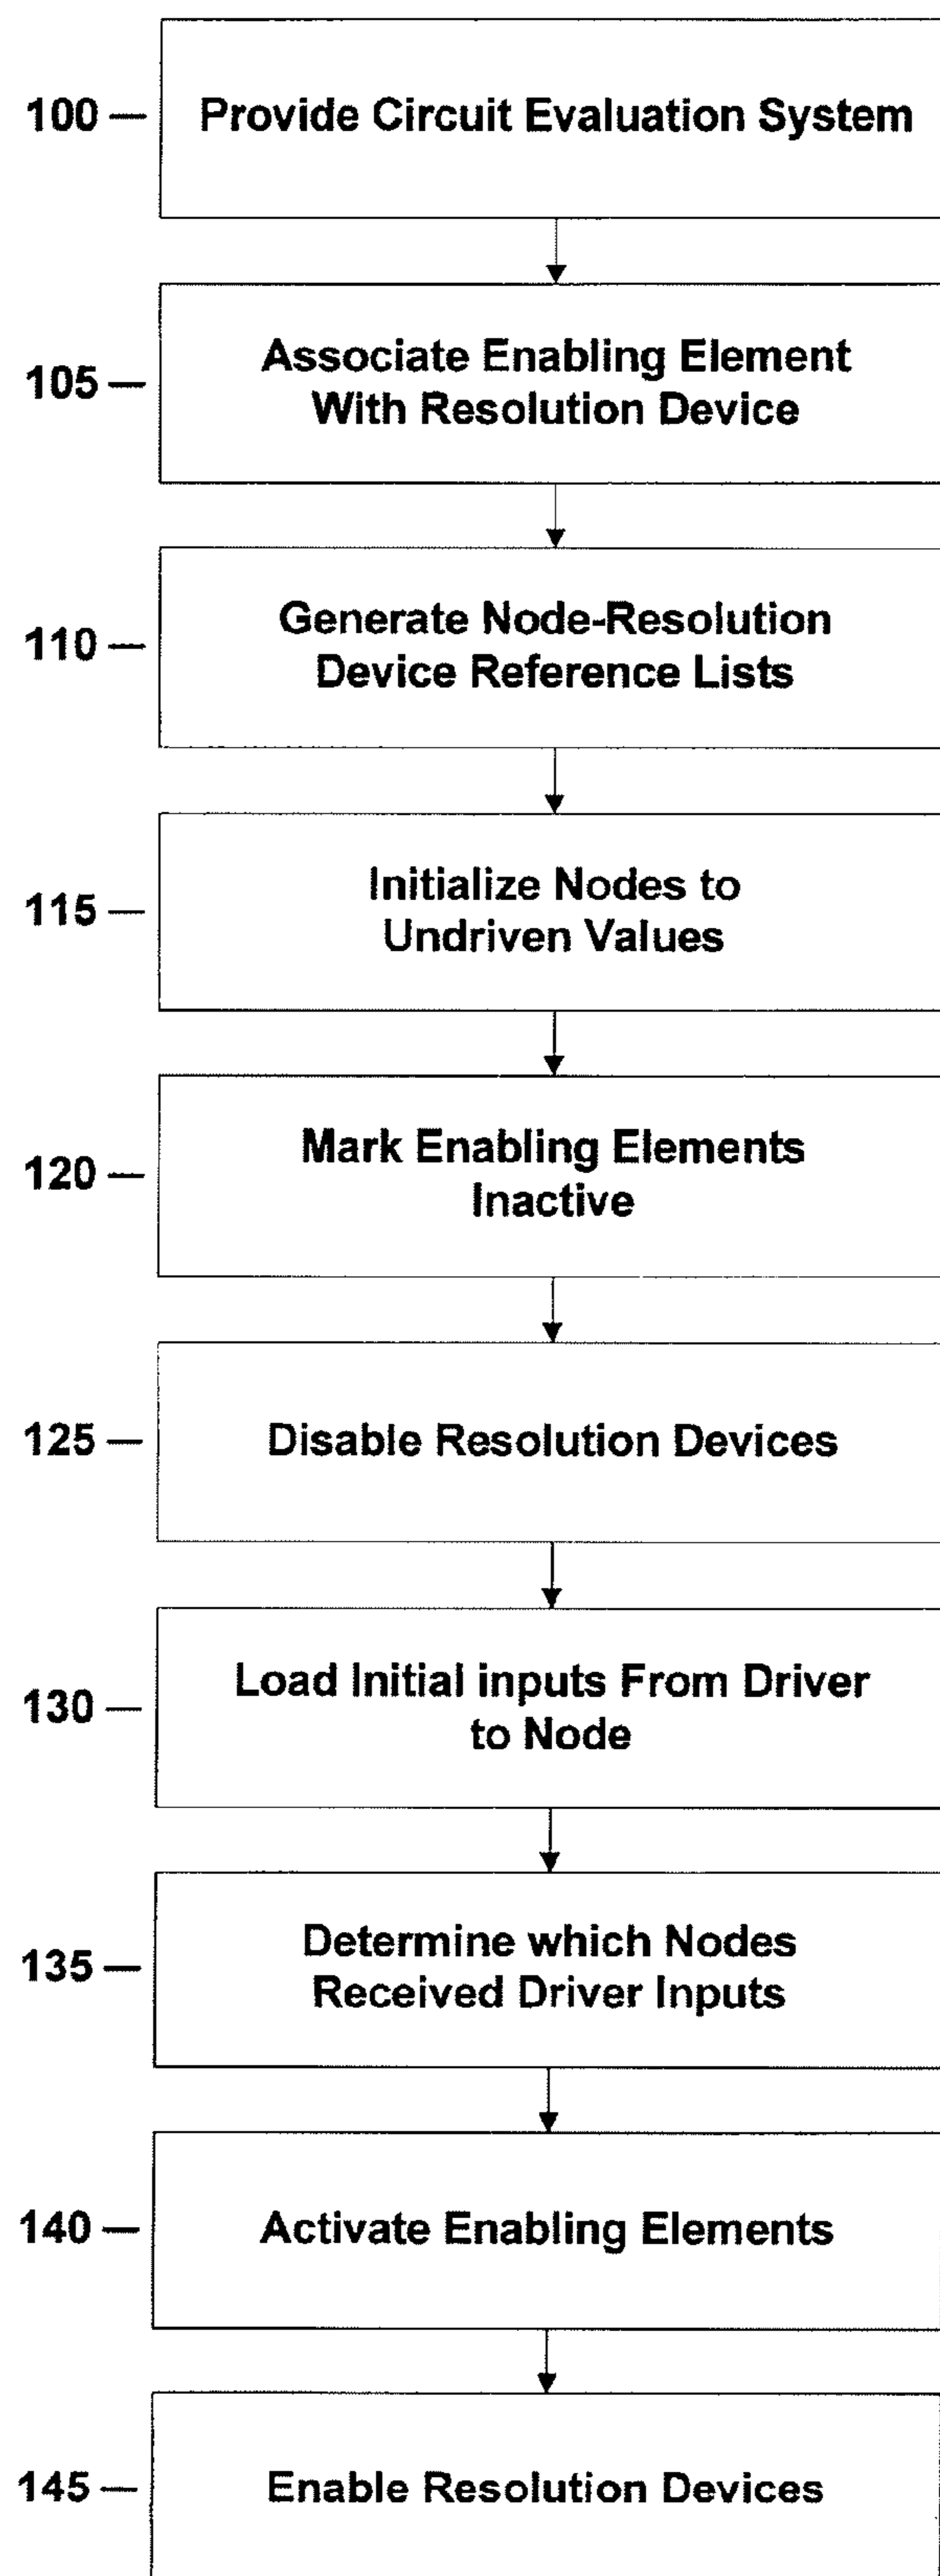 100 — Provide Circuit Evaluation System
105 — Associate Enabling Element
With Resolution Device
110 — Generate Node-Resolution
Device Reference Lists
115 — Initialize Nodes to
Undriven Values
120 — Mark Enabling Elements
Inactive
125 — Disable Resolution Devices
130 — Load Initial inputs From Driver
to Node
135 — Determine which Nodes
Received Driver Inputs
140 — Activate Enabling Elements
145 — Enable Resolution Devices